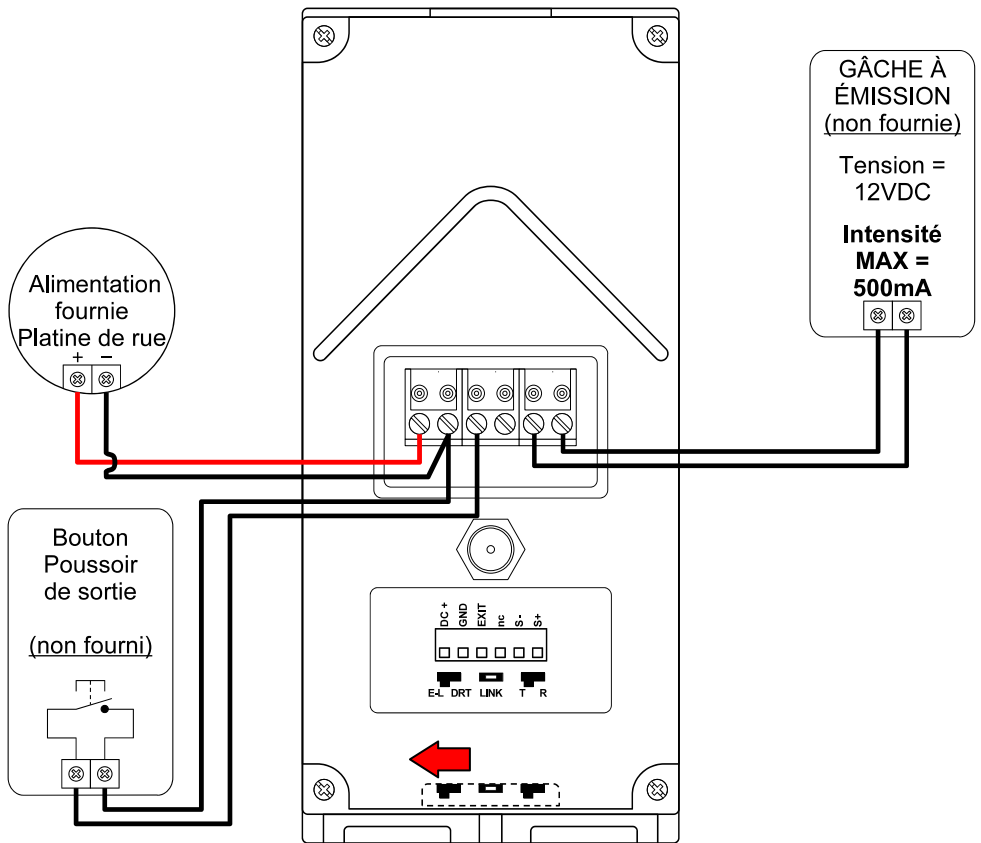 GÂCHE À
ÉMISSION
(non fournie)
Tension =
12VDC
Intensité
MAX =
500mA
Alimentation
fournie
Platine de rue
+ –
Bouton
Poussoir
de sortie
(non fourni)
DC +
GND
EXIT
nc
S-
S+
E-L DRT LINK T R